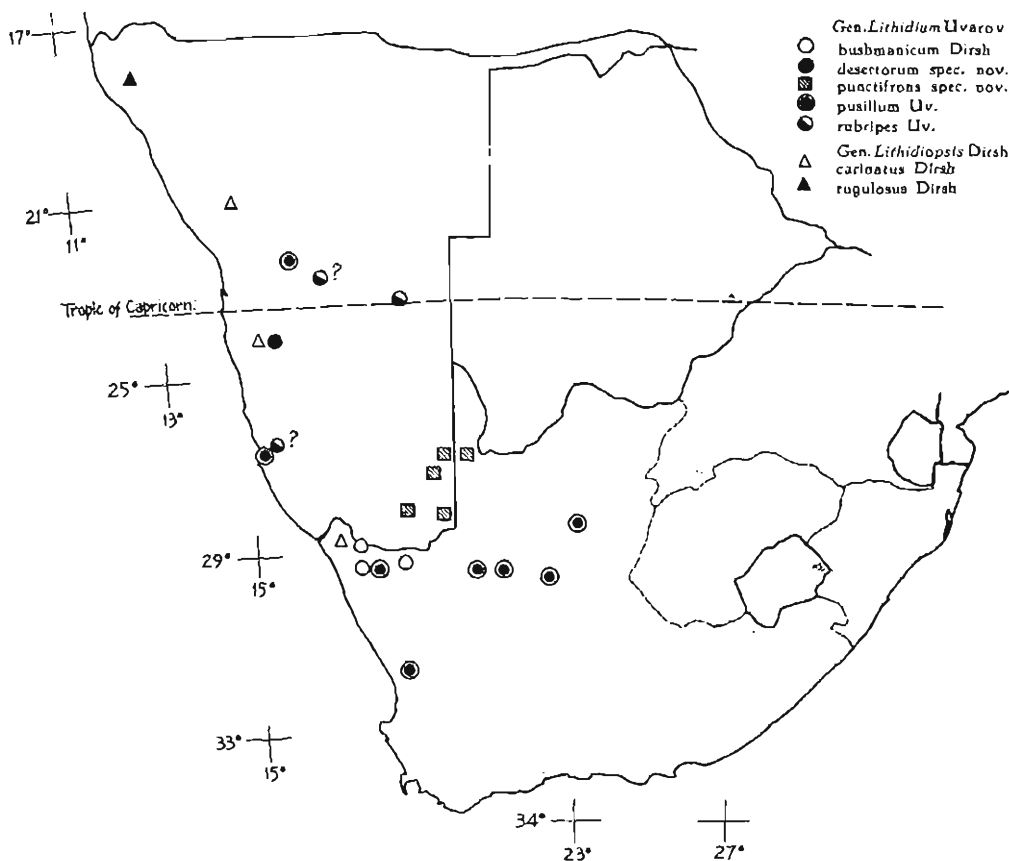 17°
Gen. Lithidium Uvarov
bushmanicum Dirsh
desertorum spec. nov.
punctifrons spec. nov.
pusillum Uv.
rubripes Uv.
Gen. Lithidiopsis Dirsh
carinatus Dirsh
rugulosus Dirsh
21°
11°
?
Tropic of Capricorn.
25°
13°
?
29°
15°
33°
15°
34°
23°
27°